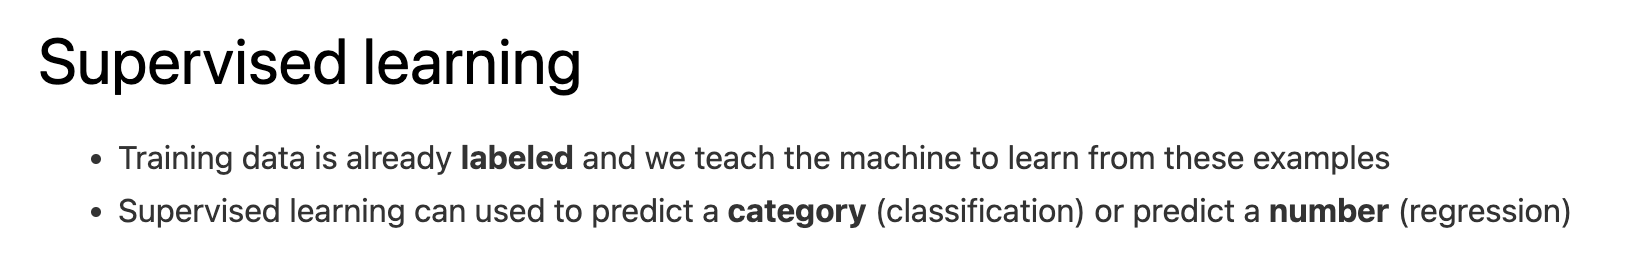 Supervised learning
• Training data is already labeled and we teach the machine to learn from these examples
• Supervised learning can used to predict a category (classification) or predict a number (regression)